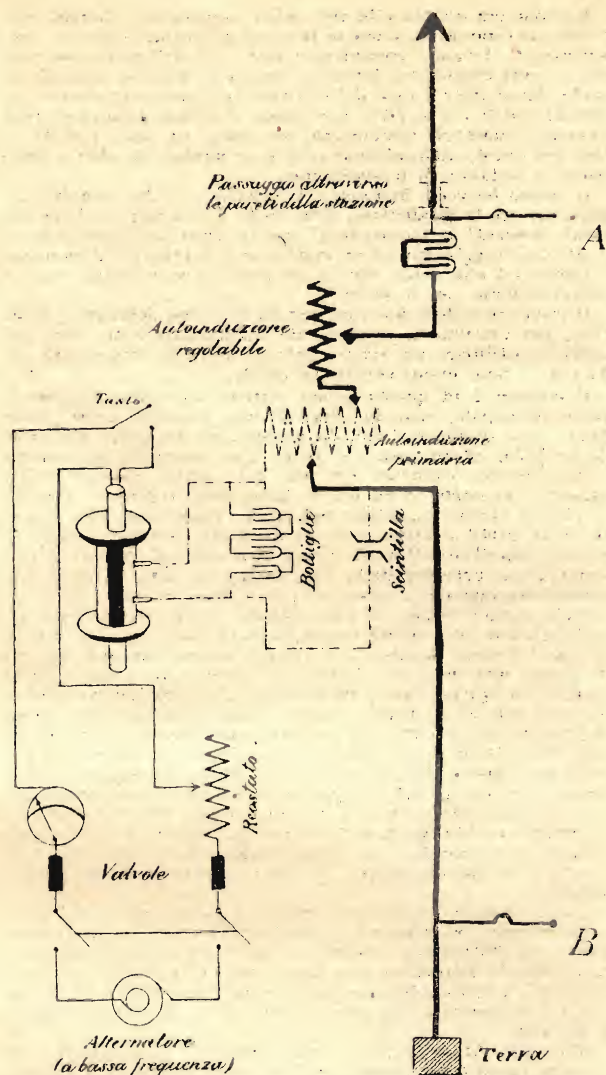 Passaggio attraverso
le pareti della stazione
A
Autoinduzione
regolabile
Tasto
Autoinduzione
primaria
Bottiglie
Scintilla
Reostato
Valvole
B
Alternatore
(a bassa frequenza)
Terra